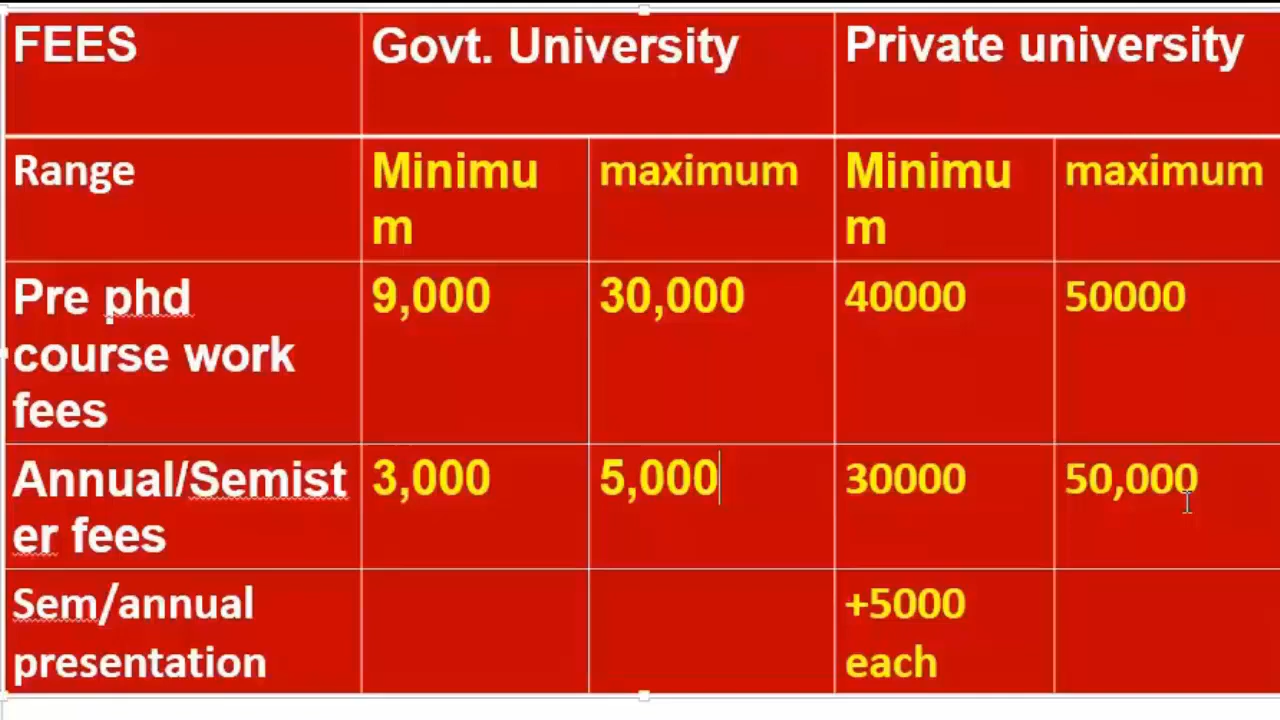 FEES Govt. University Private university
Range Minimu maximum Minimu maximum
m m
Pre phd 9,000 30,000 40000 50000
course work
fees
Annual/Semist 3,000 5,000 30000 50,000
er fees
Sem/annual +5000
presentation each